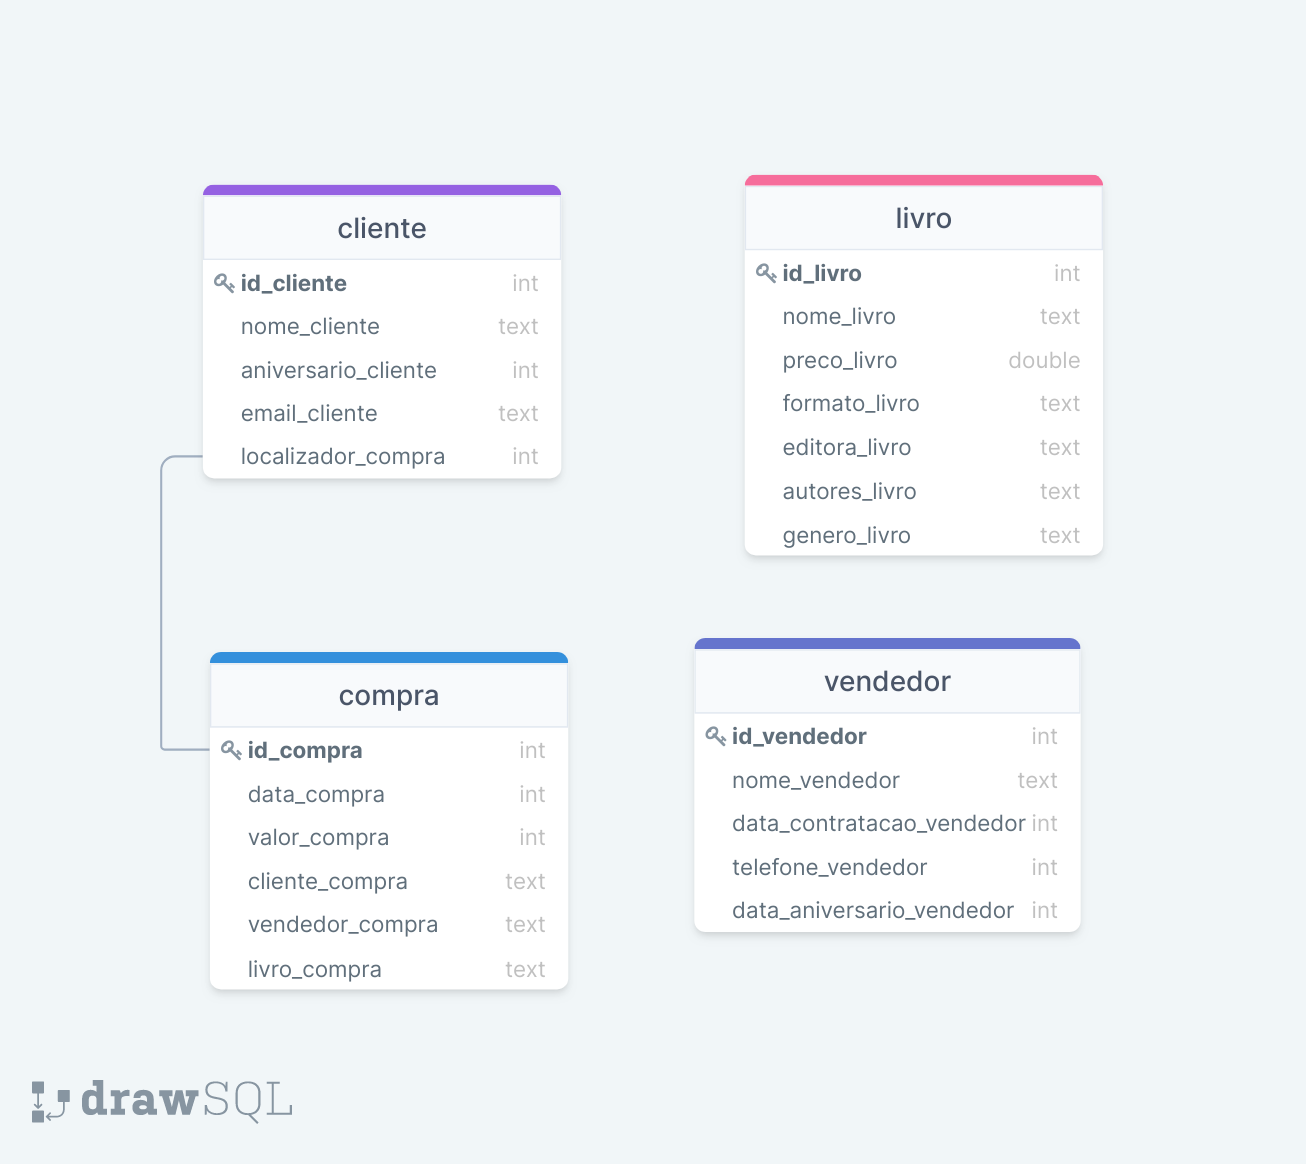 cliente
id_cliente int
nome_cliente text
aniversario_cliente int
email_cliente text
localizador_compra int
livro
id_livro int
nome_livro text
preco_livro double
formato_livro text
editora_livro text
autores_livro text
genero_livro text
compra
id_compra int
data_compra int
valor_compra int
cliente_compra text
vendedor_compra text
livro_compra text
vendedor
id_vendedor int
nome_vendedor text
data_contratacao_vendedor int
telefone_vendedor int
data_aniversario_vendedor int
drawSQL